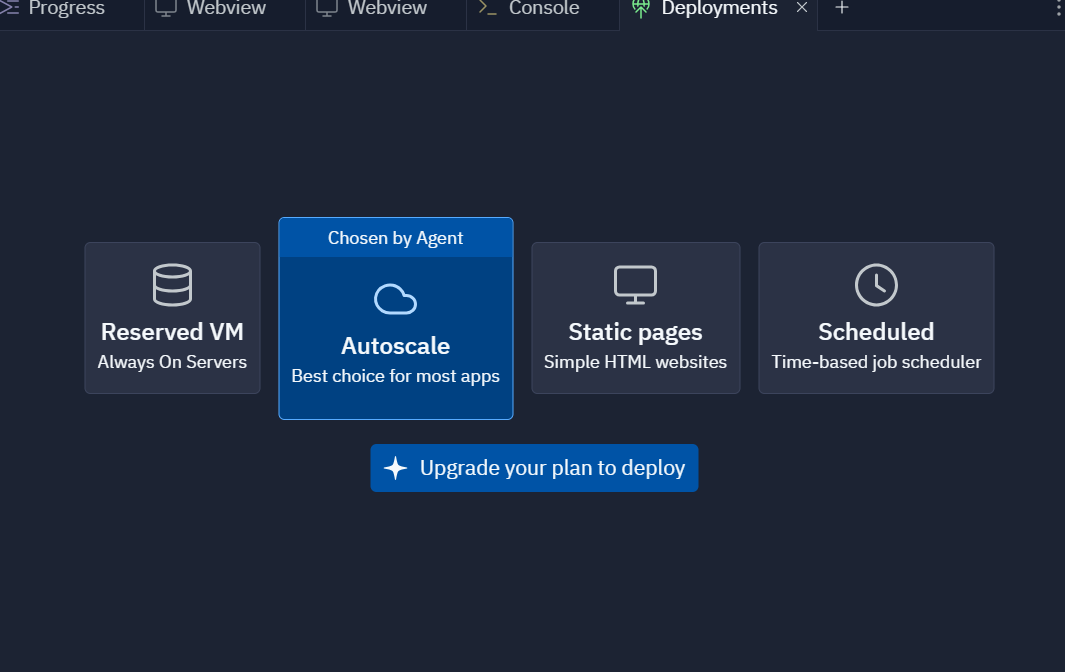 Progress
Webview
Webview
Console
Deployments
Chosen by Agent
Reserved VM
Always On Servers
Autoscale
Best choice for most apps
Static pages
Simple HTML websites
Scheduled
Time-based job scheduler
Upgrade your plan to deploy